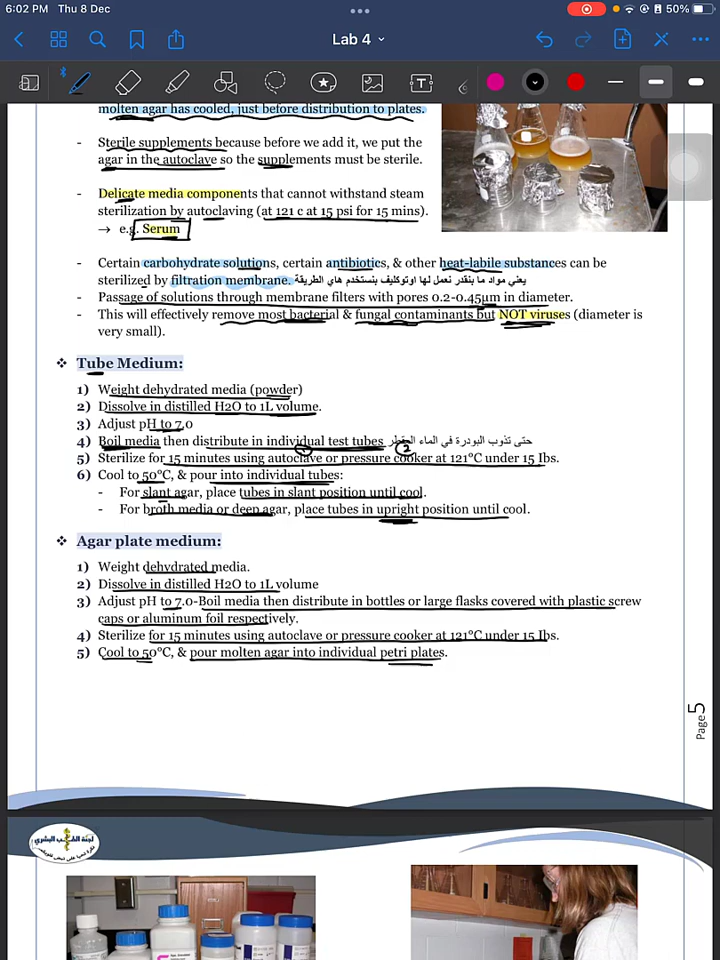 6:02 PM Thu 8 Dec
50%
Lab 4
molten agar has cooled, just before distribution to plates.
- Sterile supplements because before we add it, we put the
agar in the autoclave so the supplements must be sterile.
- Delicate media components that cannot withstand steam
sterilization by autoclaving (at 121 c at 15 psi for 15 mins).
→ e.g. Serum
- Certain carbohydrate solutions, certain antibiotics, & other heat-labile substances can be
sterilized by filtration membrane. يعني مواد ما بنقدر نعمل لها اوتوكليف بنستخدم هاي الطريقة
- Passage of solutions through membrane filters with pores 0.2-0.45µm in diameter.
- This will effectively remove most bacterial & fungal contaminants but NOT viruses (diameter is
very small).
❖ Tube Medium:
1) Weight dehydrated media (powder)
2) Dissolve in distilled H2O to 1L volume.
3) Adjust pH to 7.0
4) Boil media then distribute in individual test tubes حتى تذوب البودرة في الماء المقطر
1 2
5) Sterilize for 15 minutes using autoclave or pressure cooker at 121°C under 15 Ibs.
6) Cool to 50°C, & pour into individual tubes:
- For slant agar, place tubes in slant position until cool.
- For broth media or deep agar, place tubes in upright position until cool.
❖ Agar plate medium:
1) Weight dehydrated media.
2) Dissolve in distilled H2O to 1L volume
3) Adjust pH to 7.0-Boil media then distribute in bottles or large flasks covered with plastic screw
caps or aluminum foil respectively.
4) Sterilize for 15 minutes using autoclave or pressure cooker at 121°C under 15 Ibs.
5) Cool to 50°C, & pour molten agar into individual petri plates.
Page 5
لجنة الطب البشري